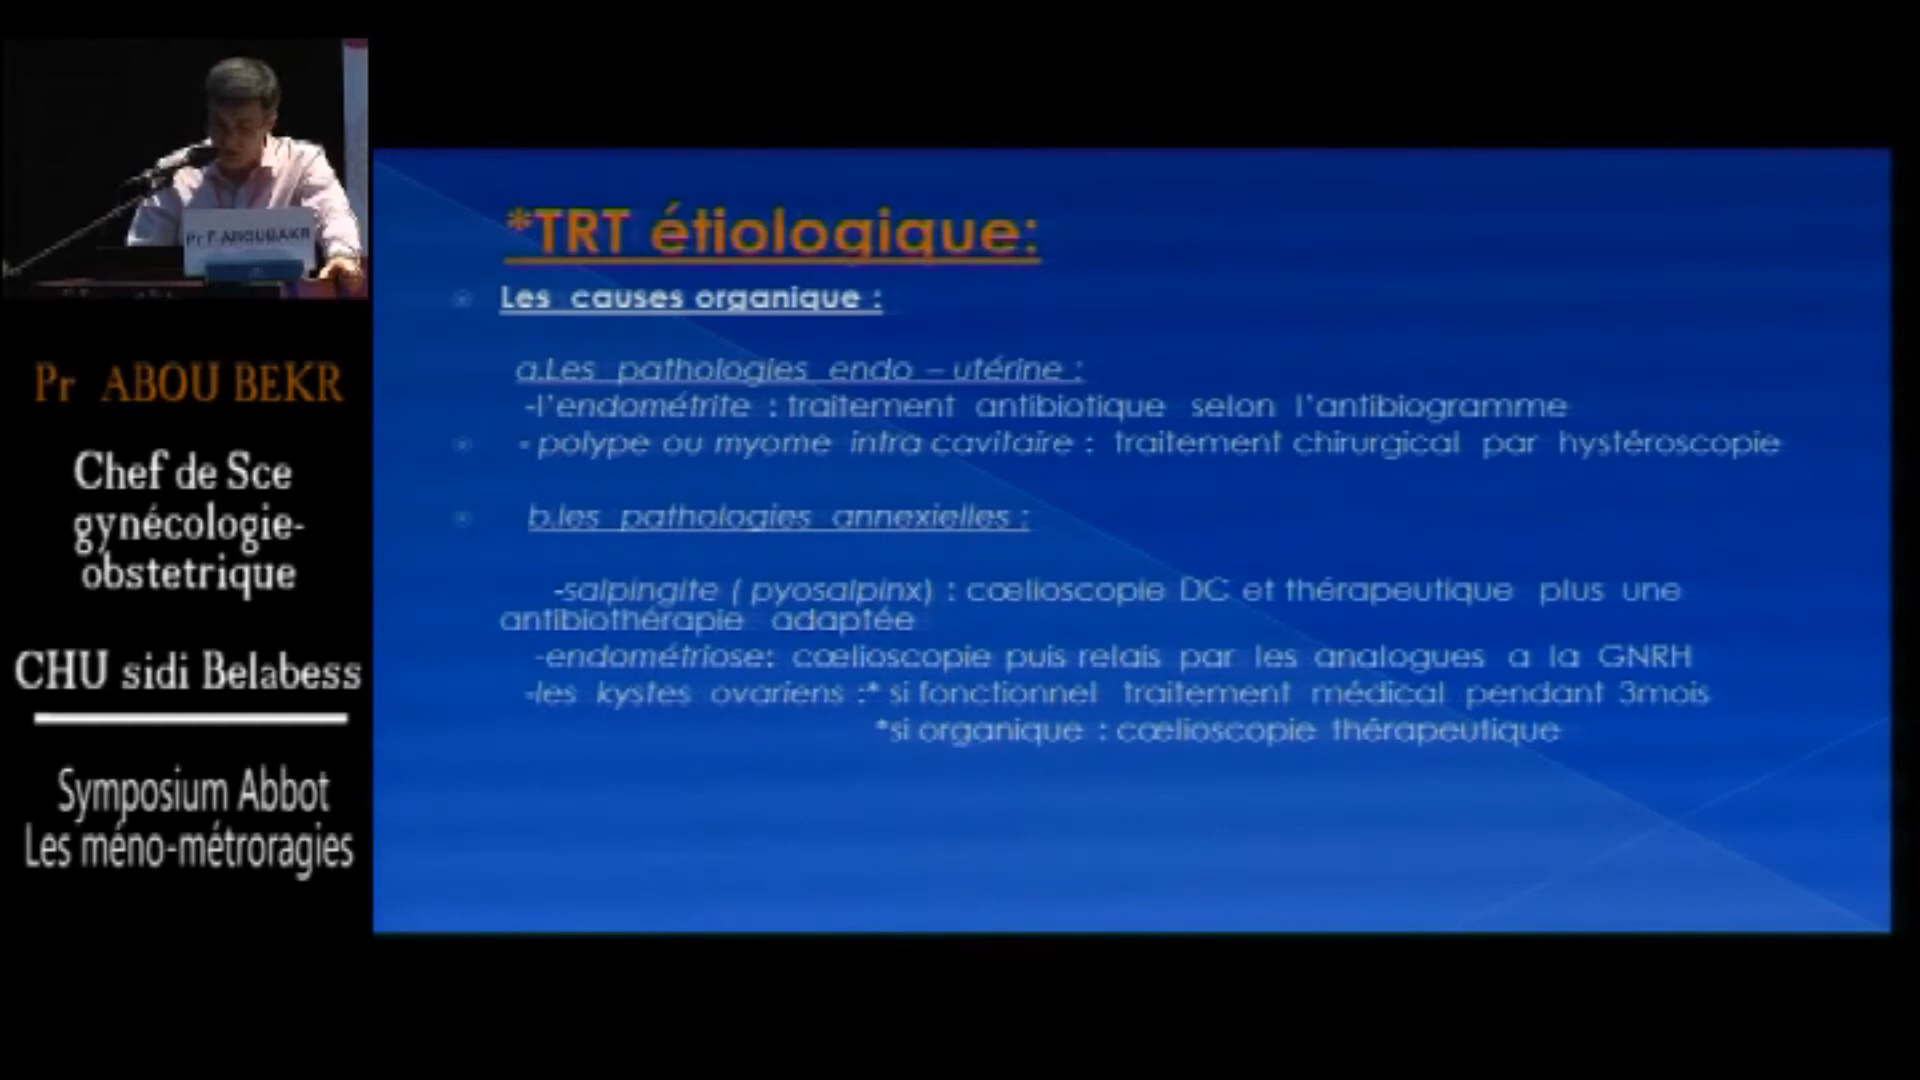 Pr F ABOUBAKR
Pr ABOU BEKR
Chef de Sce
gynécologie-
obstetrique
CHU sidi Belabess
Symposium Abbot
Les méno-métroragies
*TRT étiologique:
Les causes organique :
a.Les pathologies endo – utérine :
-l'endométrite : traitement antibiotique selon l'antibiogramme
- polype ou myome intra cavitaire : traitement chirurgical par hystéroscopie
b.les pathologies annexielles :
-salpingite ( pyosalpinx) : cœlioscopie DC et thérapeutique plus une
antibiothérapie adaptée
-endométriose: cœlioscopie puis relais par les analogues a la GNRH
-les kystes ovariens :* si fonctionnel traitement médical pendant 3mois
*si organique : cœlioscopie thérapeutique